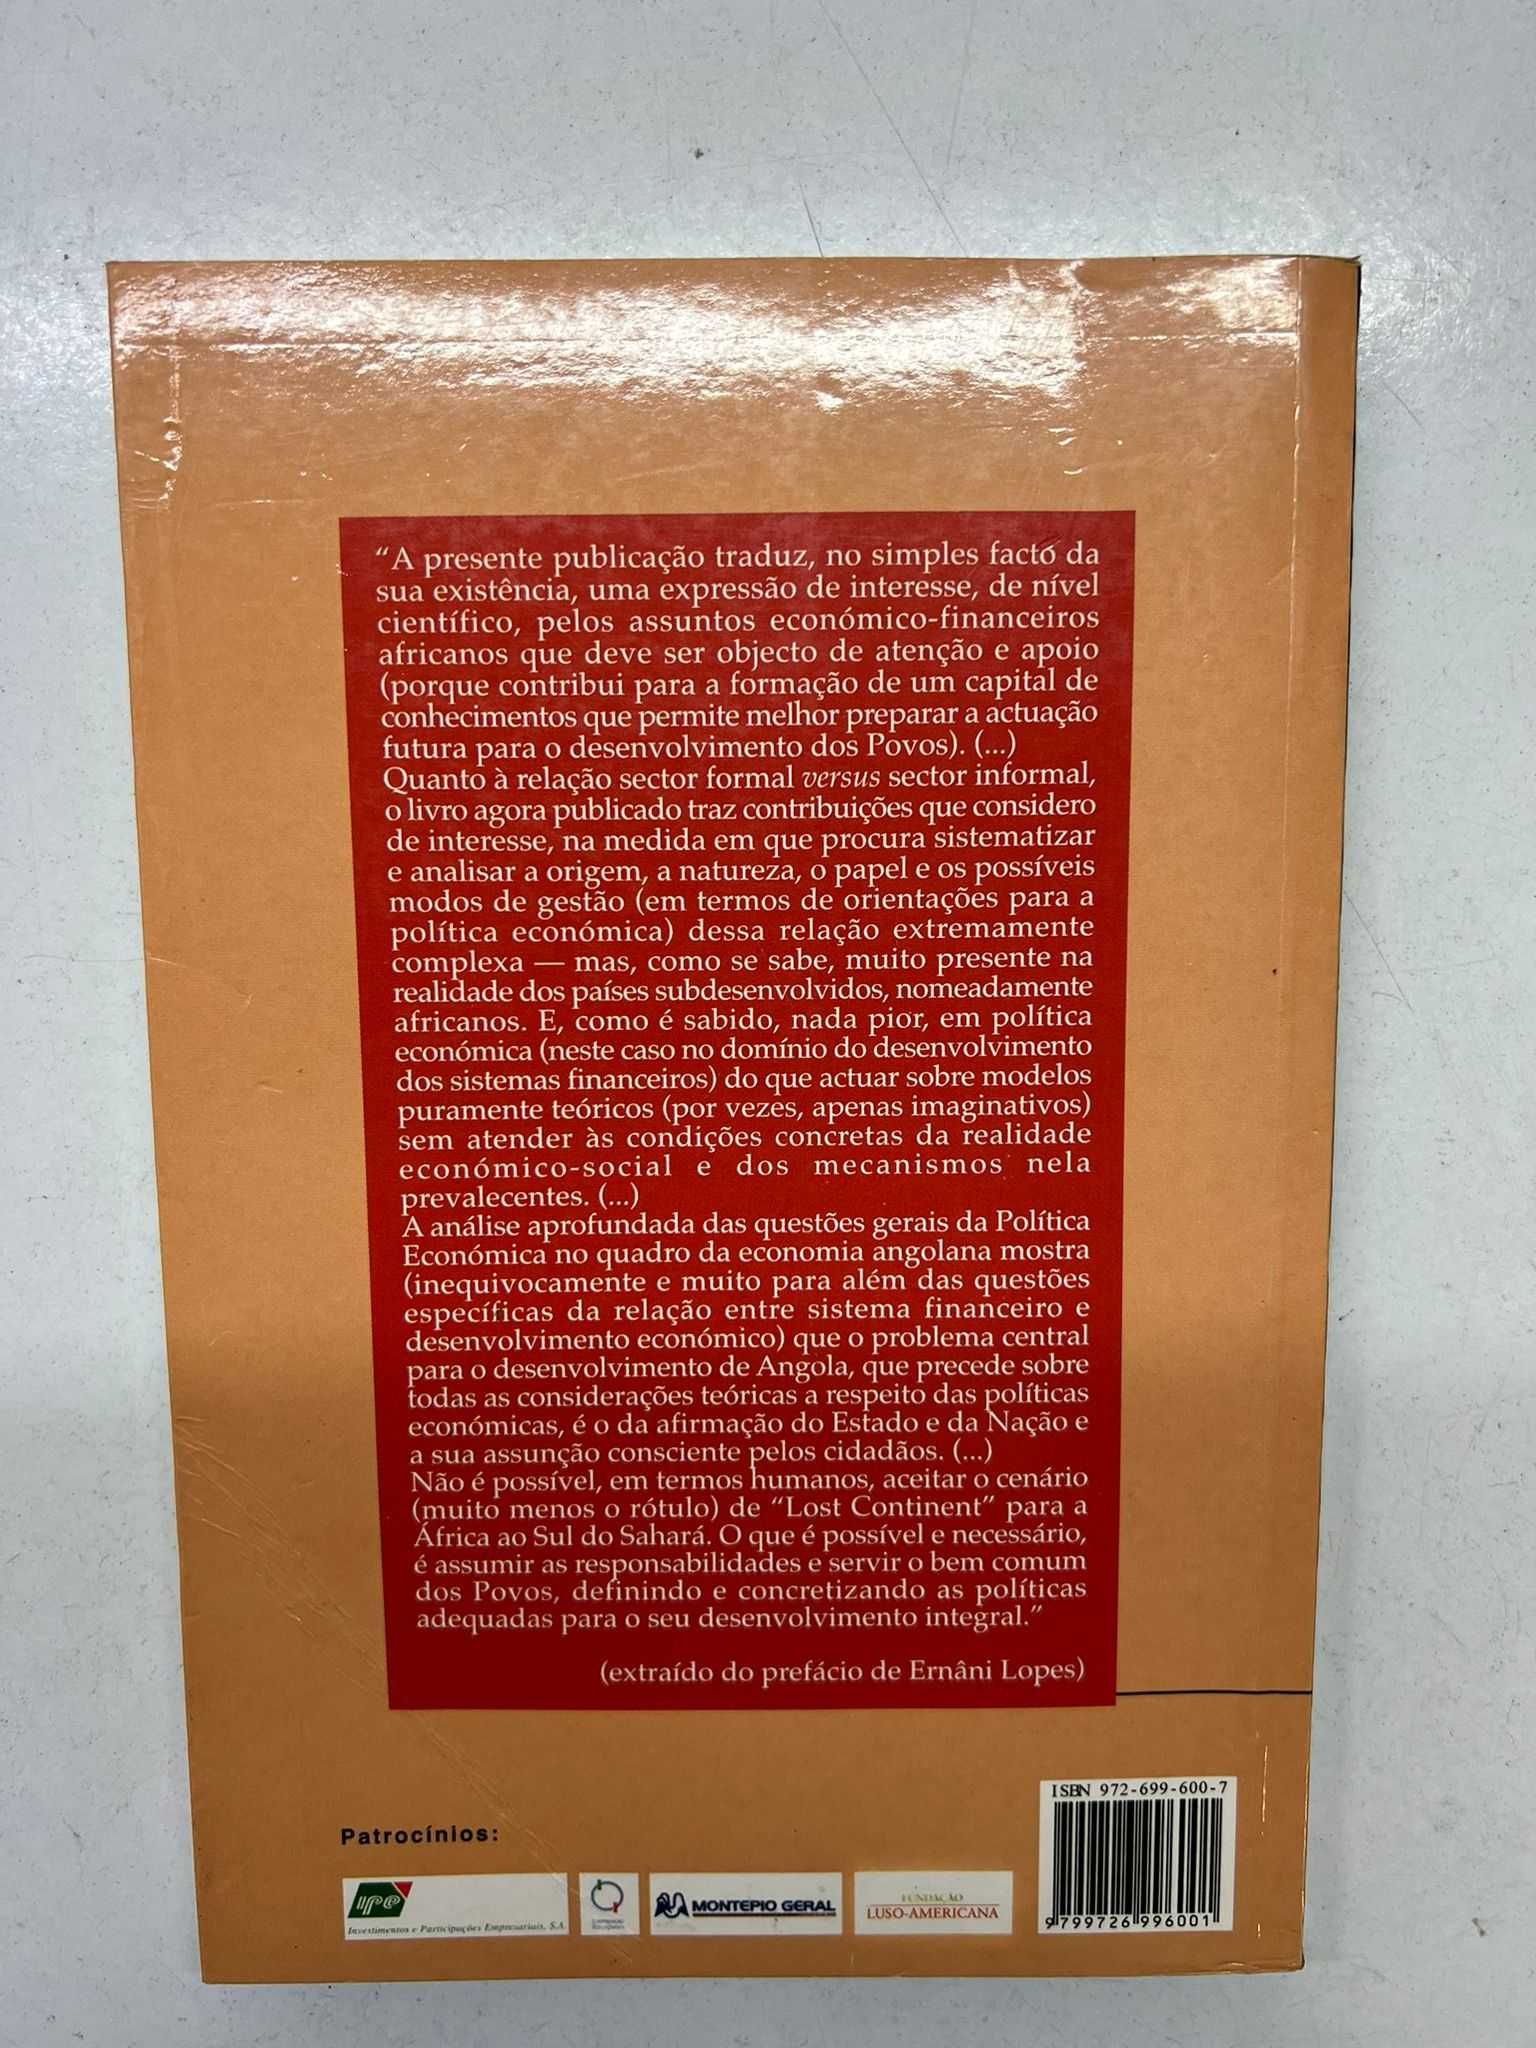 “A presente publicação traduz, no simples facto da
sua existência, uma expressão de interesse, de nível
científico, pelos assuntos económico-financeiros
africanos que deve ser objecto de atenção e apoio
(porque contribui para a formação de um capital de
conhecimentos que permite melhor preparar a actuação
futura para o desenvolvimento dos Povos). (...)
Quanto à relação sector formal versus sector informal,
o livro agora publicado traz contribuições que considero
de interesse, na medida em que procura sistematizar
e analisar a origem, a natureza, o papel e os possíveis
modos de gestão (em termos de orientações para a
política económica) dessa relação extremamente
complexa — mas, como se sabe, muito presente na
realidade dos países subdesenvolvidos, nomeadamente
africanos. E, como é sabido, nada pior, em política
económica (neste caso no domínio do desenvolvimento
dos sistemas financeiros) do que actuar sobre modelos
puramente teóricos (por vezes, apenas imaginativos)
sem atender às condições concretas da realidade
económico-social e dos mecanismos nela
prevalecentes. (...)
A análise aprofundada das questões gerais da Política
Económica no quadro da economia angolana mostra
(inequivocamente e muito para além das questões
específicas da relação entre sistema financeiro e
desenvolvimento económico) que o problema central
para o desenvolvimento de Angola, que precede sobre
todas as considerações teóricas a respeito das políticas
económicas, é o da afirmação do Estado e da Nação e
a sua assunção consciente pelos cidadãos. (...)
Não é possível, em termos humanos, aceitar o cenário
(muito menos o rótulo) de “Lost Continent” para a
África ao Sul do Sahará. O que é possível e necessário,
é assumir as responsabilidades e servir o bem comum
dos Povos, definindo e concretizando as políticas
adequadas para o seu desenvolvimento integral.”
(extraído do prefácio de Ernâni Lopes)
ISBN 972-699-600-7
9799726996001
Patrocínios:
ipe
Investimentos e Participações Empresariais, S.A.
MONTEPIO GERAL
FUNDAÇÃO
LUSO-AMERICANA